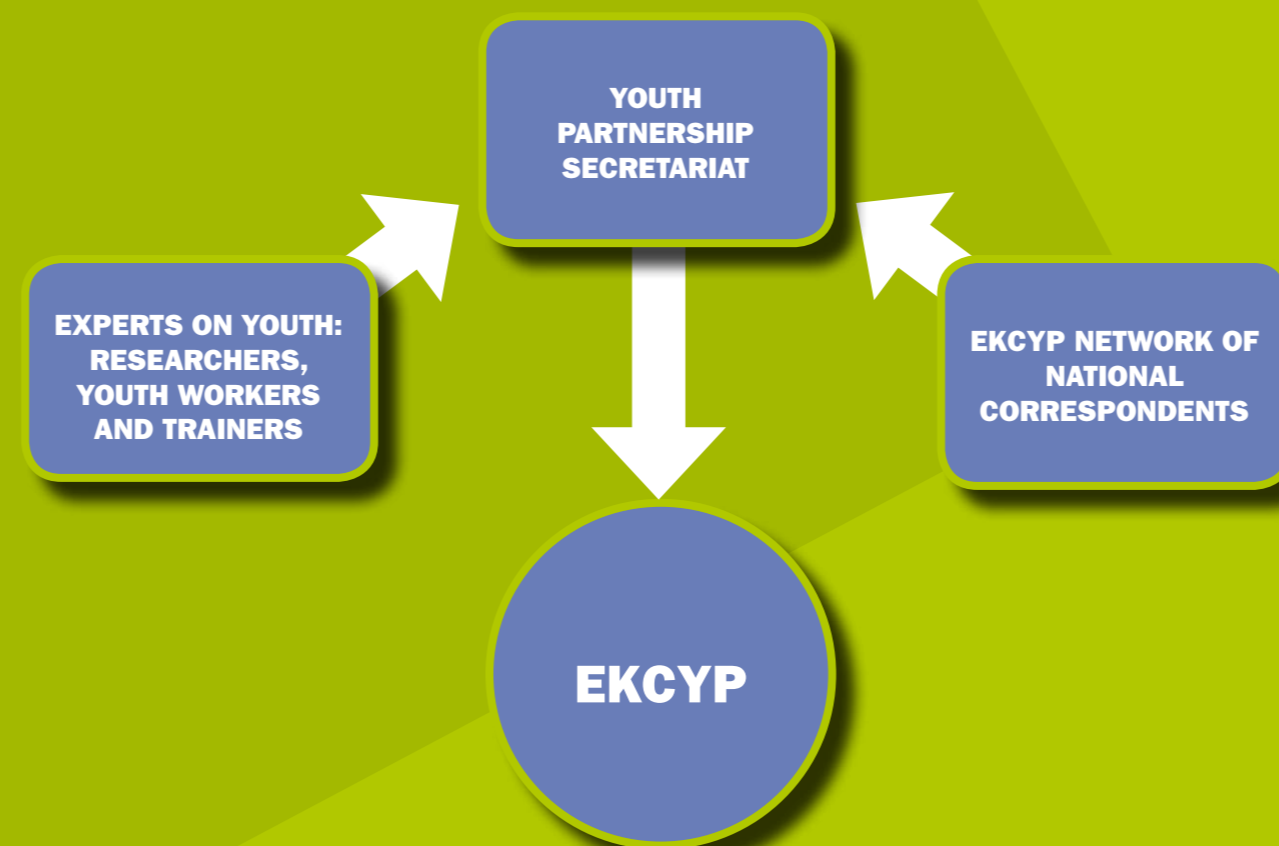 YOUTH
PARTNERSHIP
SECRETARIAT
EXPERTS ON YOUTH:
RESEARCHERS,
YOUTH WORKERS
AND TRAINERS
EKCYP NETWORK OF
NATIONAL
CORRESPONDENTS
EKCYP